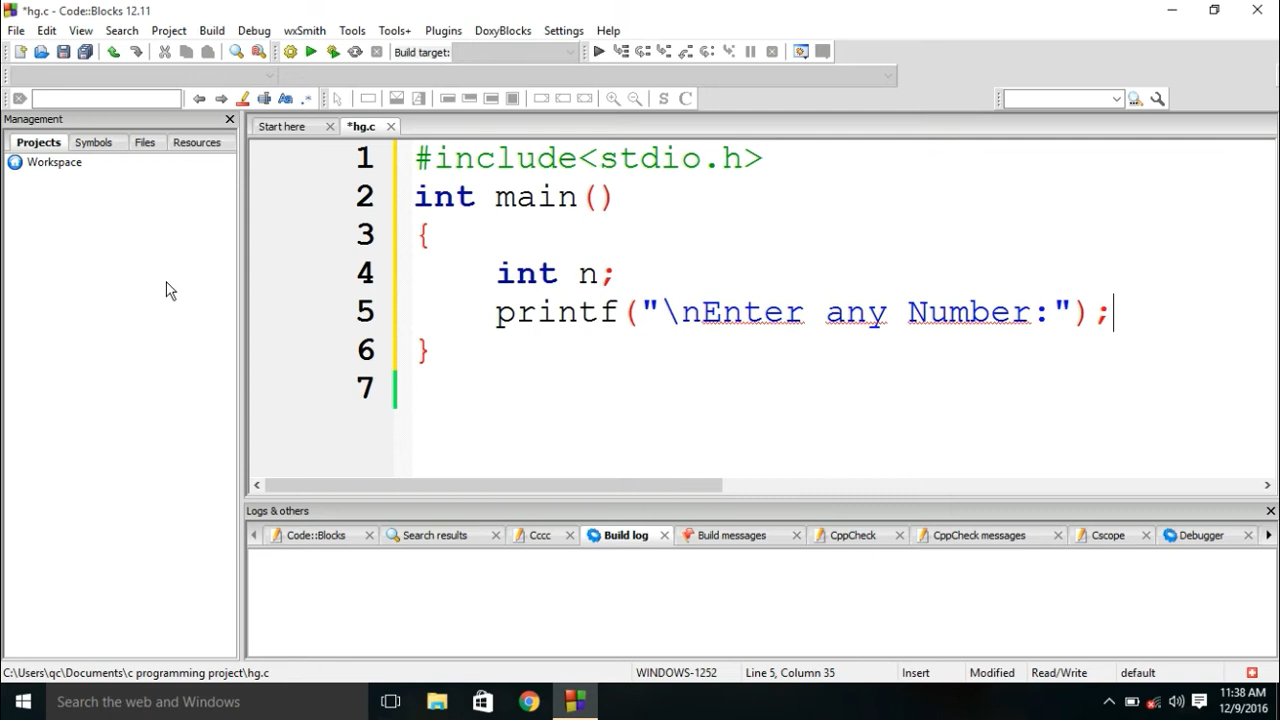 *hg.c - Code::Blocks 12.11
File Edit View Search Project Build Debug wxSmith Tools Tools+ Plugins DoxyBlocks Settings Help
Build target:
S C
Management
Projects Symbols Files Resources
Workspace
Start here *hg.c
1 #include<stdio.h>
2 int main()
3 {
4 int n;
5 printf("\nEnter any Number:");
6 }
7
Logs & others
Code::Blocks Search results Cccc Build log Build messages CppCheck CppCheck messages Cscope Debugger
C:\Users\qc\Documents\c programming project\hg.c WINDOWS-1252 Line 5, Column 35 Insert Modified Read/Write default
Search the web and Windows
11:38 AM
12/9/2016